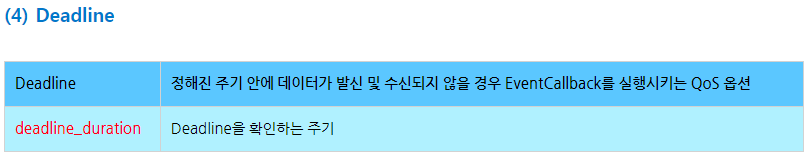 (4) Deadline
Deadline 정해진 주기 안에 데이터가 발신 및 수신되지 않을 경우 EventCallback를 실행시키는 QoS 옵션
deadline_duration Deadline을 확인하는 주기